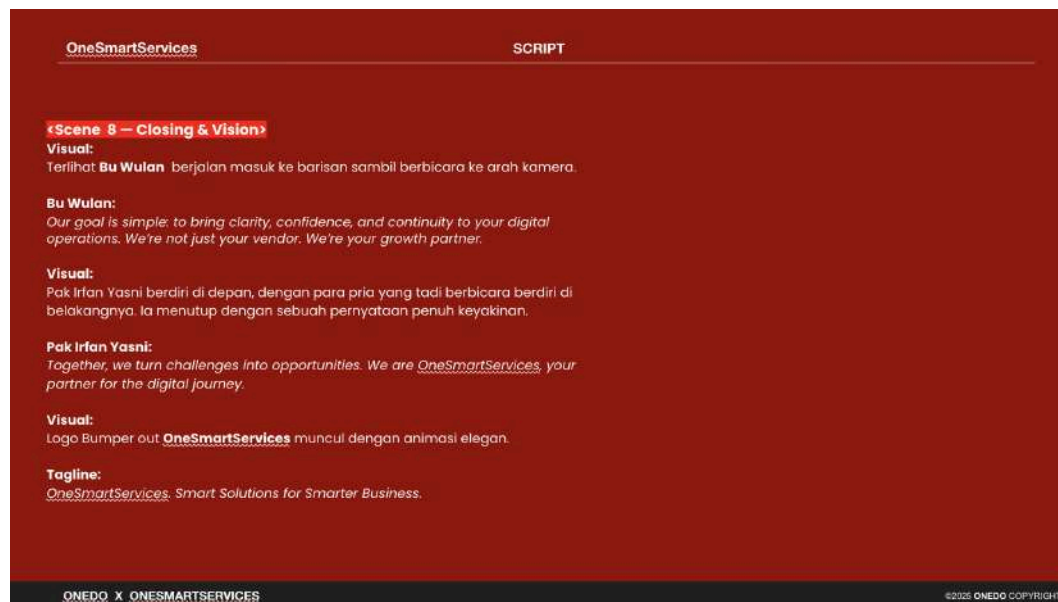 OneSmartServices
SCRIPT
<Scene 8 — Closing & Vision>
Visual:
Terlihat Bu Wulan berjalan masuk ke barisan sambil berbicara ke arah kamera.
Bu Wulan:
Our goal is simple: to bring clarity, confidence, and continuity to your digital
operations. We're not just your vendor. We're your growth partner.
Visual:
Pak Irfan Yasni berdiri di depan, dengan para pria yang tadi berbicara berdiri di
belakangnya. Ia menutup dengan sebuah pernyataan penuh keyakinan.
Pak Irfan Yasni:
Together, we turn challenges into opportunities. We are OneSmartServices, your
partner for the digital journey.
Visual:
Logo Bumper out OneSmartServices muncul dengan animasi elegan.
Tagline:
OneSmartServices. Smart Solutions for Smarter Business.
ONEDO X ONESMARTSERVICES
©2025 ONEDO COPYRIGHT